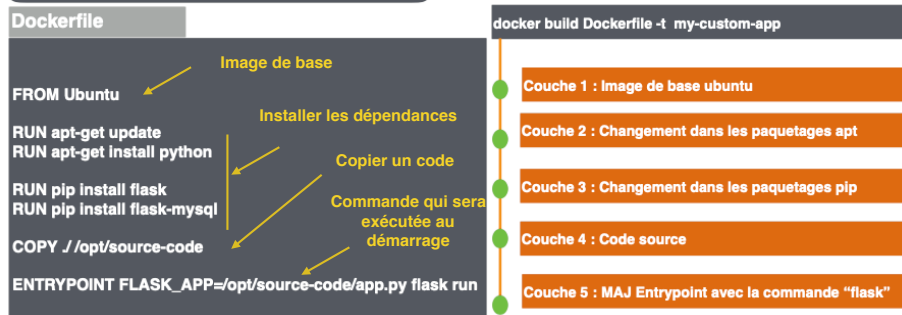 Dockerfile
Image de base
FROM Ubuntu
Installer les dépendances
RUN apt-get update
RUN apt-get install python
Copier un code
RUN pip install flask
RUN pip install flask-mysql
Commande qui sera
exécutée au
démarrage
COPY ./ /opt/source-code
ENTRYPOINT FLASK_APP=/opt/source-code/app.py flask run
docker build Dockerfile -t my-custom-app
Couche 1 : Image de base ubuntu
Couche 2 : Changement dans les paquetages apt
Couche 3 : Changement dans les paquetages pip
Couche 4 : Code source
Couche 5 : MAJ Entrypoint avec la commande “flask”